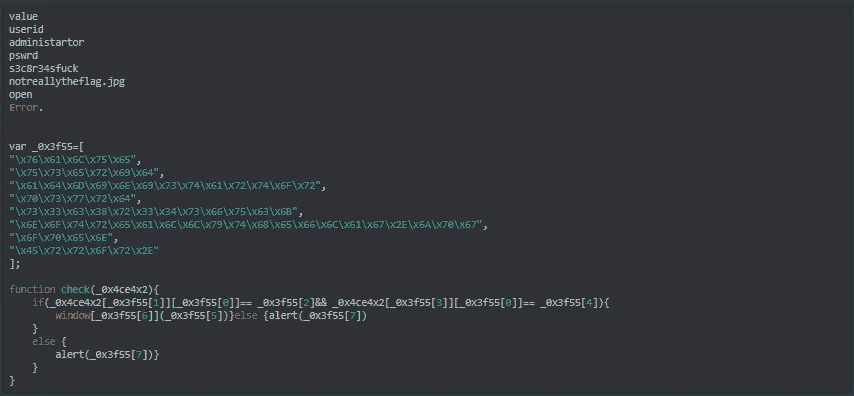 value
userid
administartor
pswrd
s3c8r34sfuck
notreallytheflag.jpg
open
Error.
var _0x3f55=[
"\x76\x61\x6C\x75\x65",
"\x75\x73\x65\x72\x69\x64",
"\x61\x64\x6D\x69\x6E\x69\x73\x74\x61\x72\x74\x6F\x72",
"\x70\x73\x77\x72\x64",
"\x73\x33\x63\x38\x72\x33\x34\x73\x66\x75\x63\x6B",
"\x6E\x6F\x74\x72\x65\x61\x6C\x6C\x79\x74\x68\x65\x66\x6C\x61\x67\x2E\x6A\x70\x67",
"\x6F\x70\x65\x6E",
"\x45\x72\x72\x6F\x72\x2E"
];
function check(_0x4ce4x2){
if(_0x4ce4x2[_0x3f55[1]][_0x3f55[0]]== _0x3f55[2]&& _0x4ce4x2[_0x3f55[3]][_0x3f55[0]]== _0x3f55[4]){
window[_0x3f55[6]](_0x3f55[5])}else {alert(_0x3f55[7])
}
else {
alert(_0x3f55[7])}
}
}